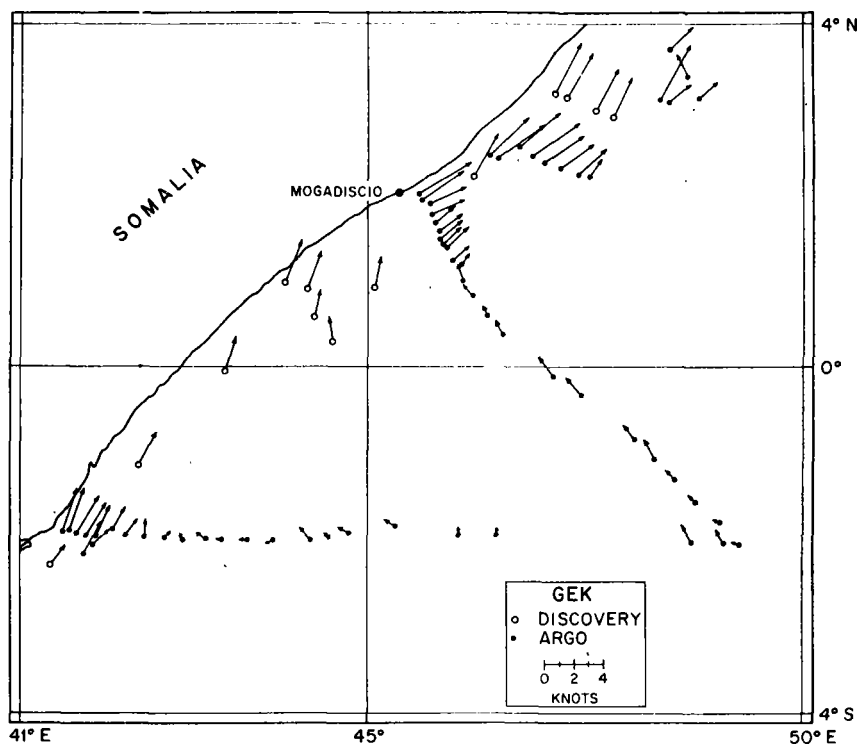 4° N
SOMALIA
MOGADISCIO
0°
GEK
DISCOVERY
ARGO
0 2 4
KNOTS
4° S
41° E 45° 50° E